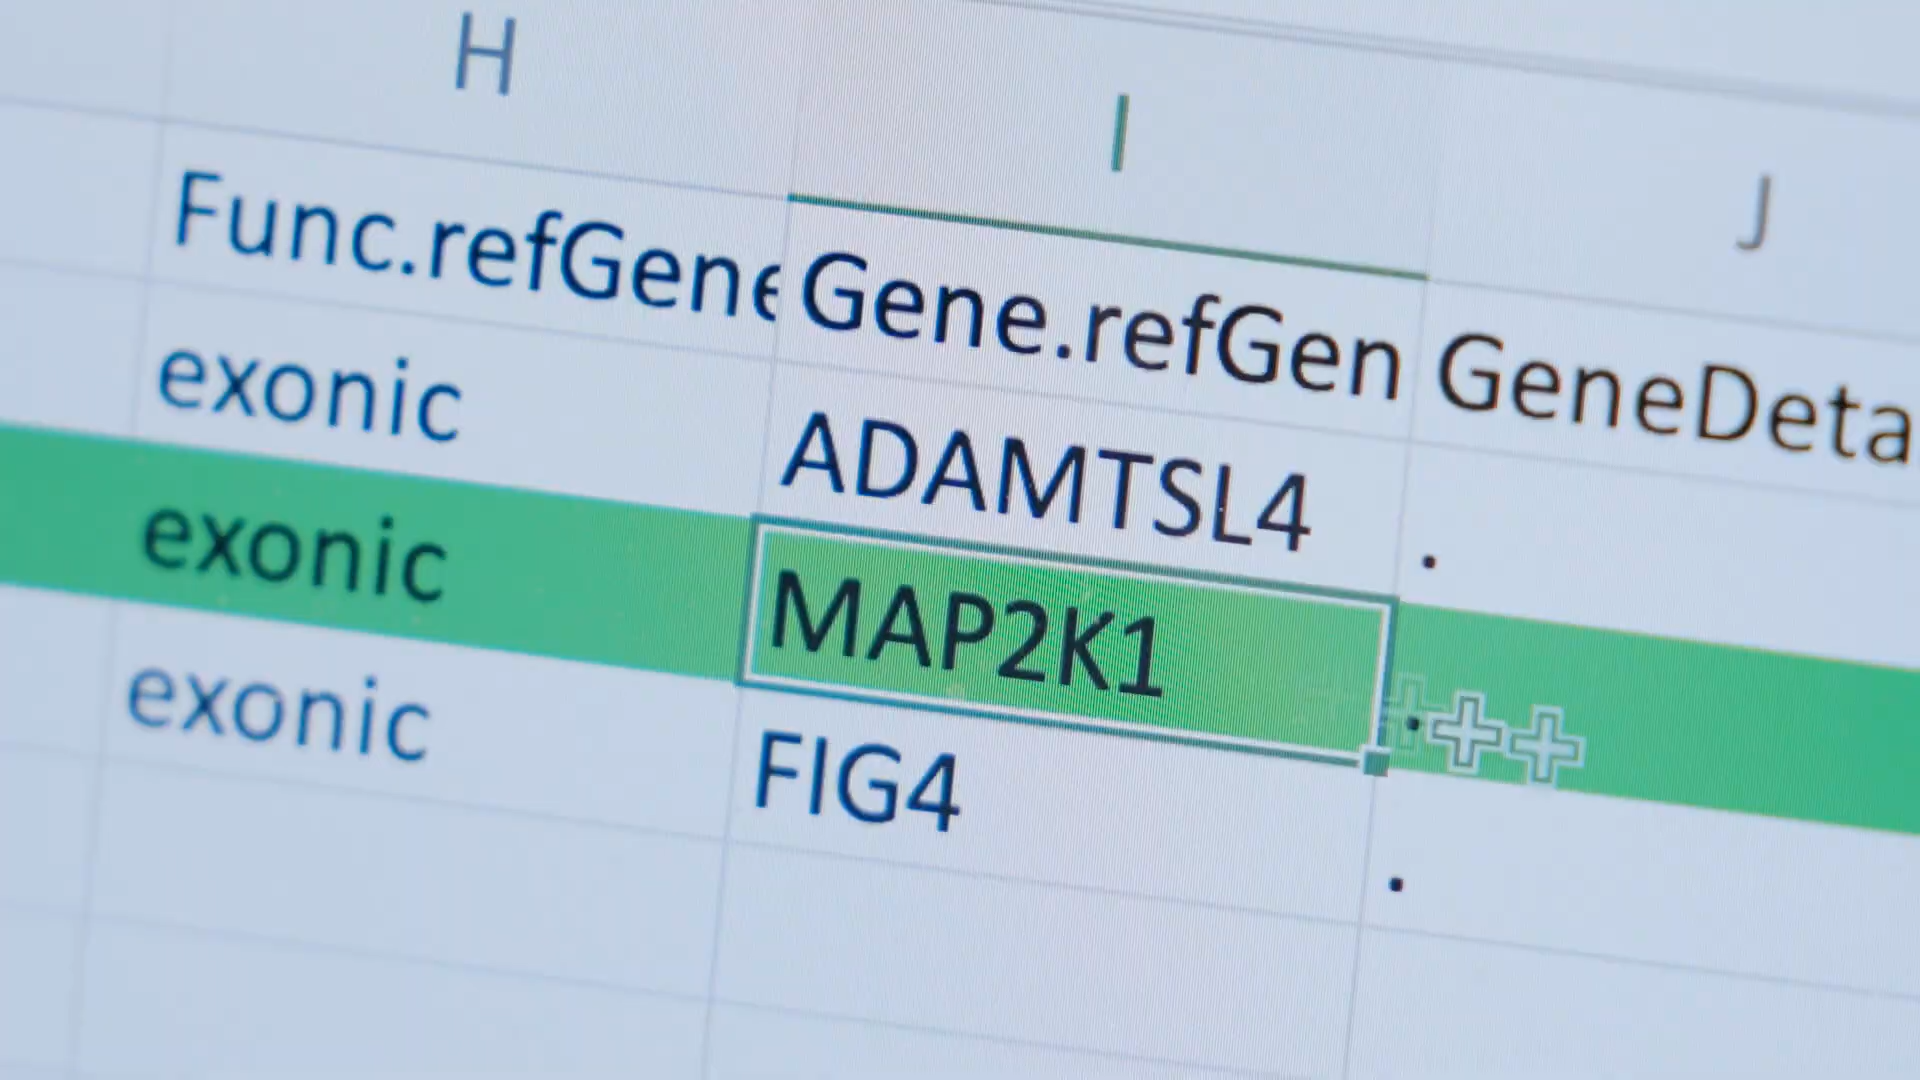 H I J
Func.refGene Gene.refGen GeneDeta
exonic ADAMTSL4 .
exonic MAP2K1 .
exonic FIG4 .